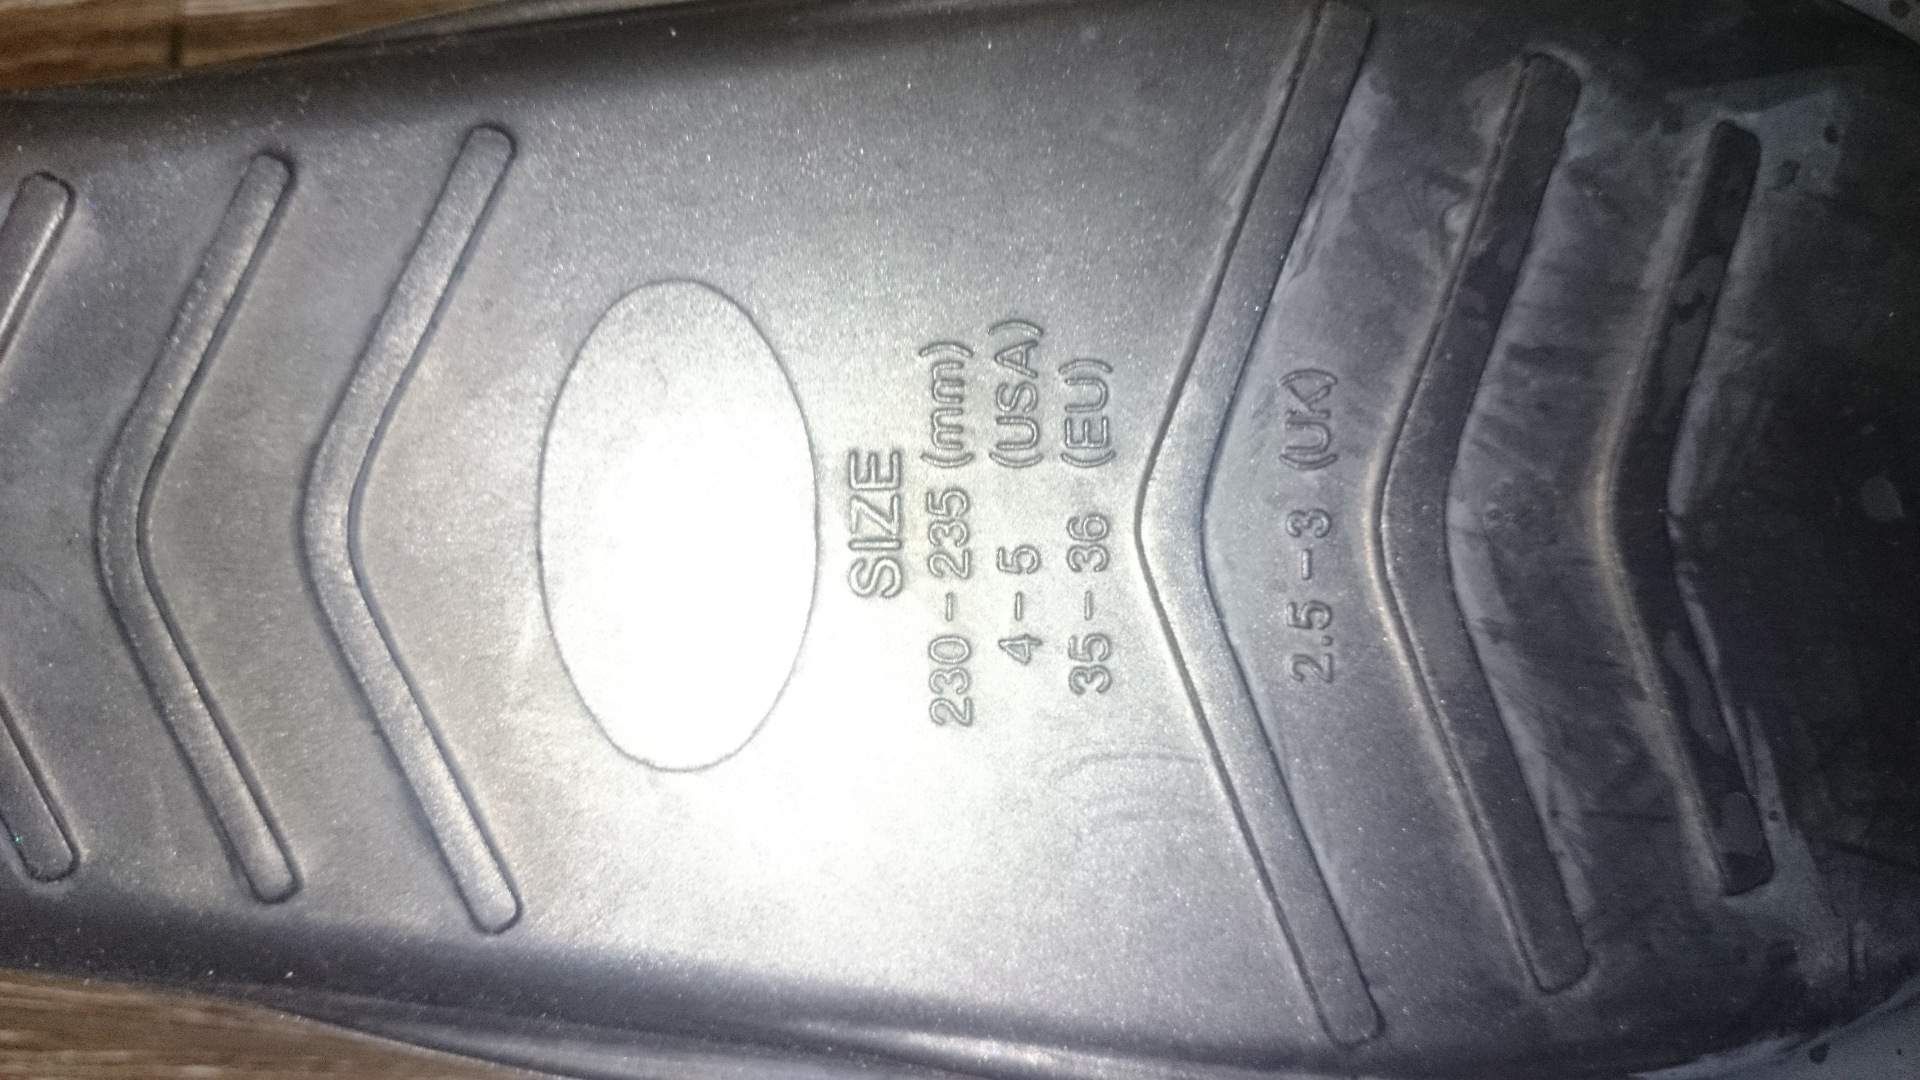 SIZE
230-235 (mm)
4-5 (USA)
35-36 (EU)
2.5-3 (UK)